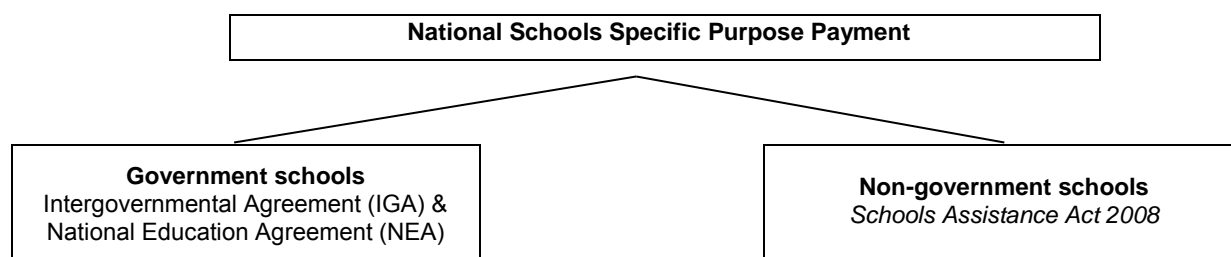 National Schools Specific Purpose Payment
Government schools
Intergovernmental Agreement (IGA) &
National Education Agreement (NEA)
Non-government schools
Schools Assistance Act 2008